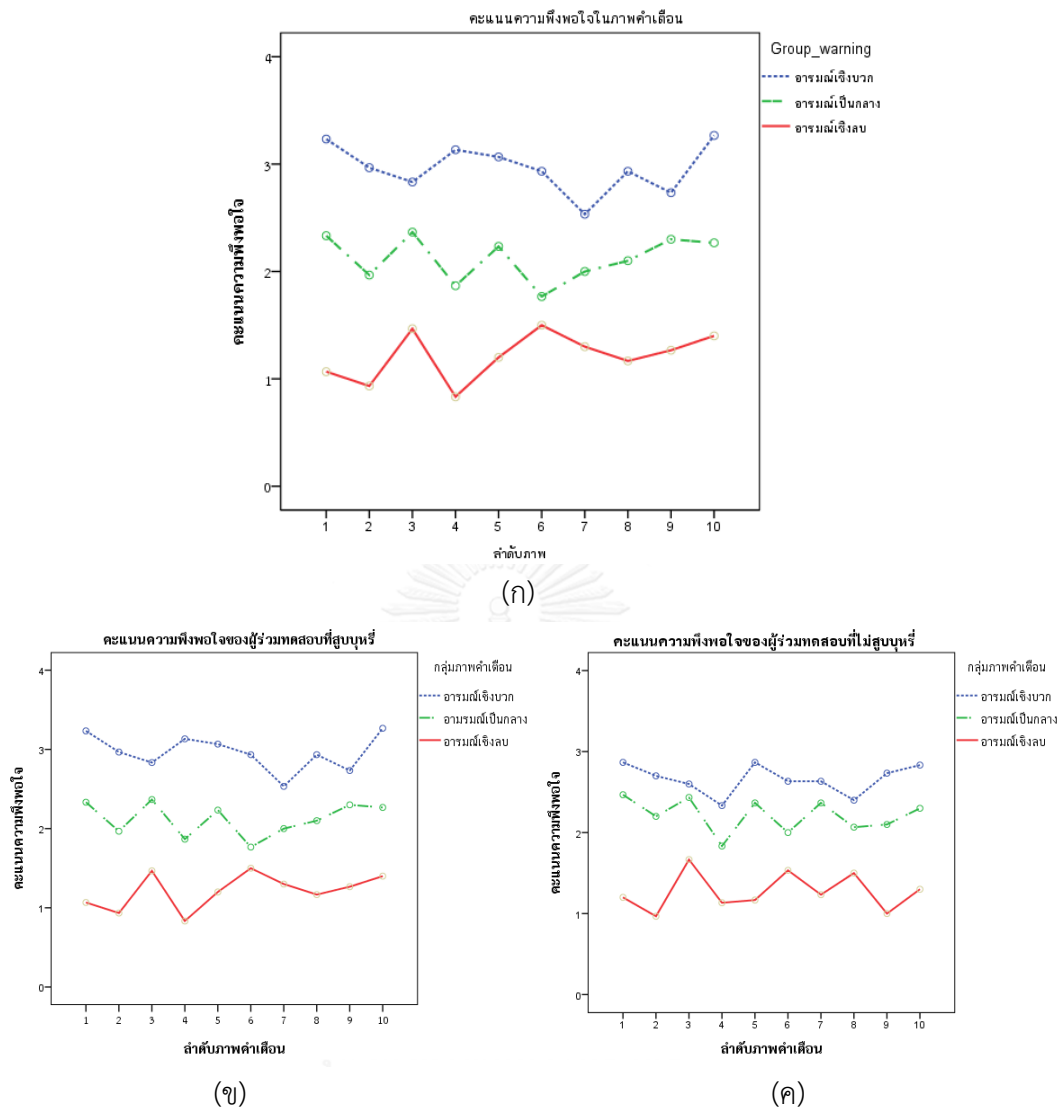 คะแนนความพึงพอใจในภาพคำเตือน
Group_warning
อารมณ์เชิงบวก
อารมณ์เป็นกลาง
อารมณ์เชิงลบ
คะแนนความพึงพอใจ
4
3
2
1
0
1 2 3 4 5 6 7 8 9 10
ลำดับภาพ
(ก)
คะแนนความพึงพอใจของผู้ร่วมทดสอบที่สูบบุหรี่
กลุ่มภาพคำเตือน
อารมณ์เชิงบวก
อามรมณ์เป็นกลาง
อารมณ์เชิงลบ
คะแนนความพึงพอใจ
4
3
2
1
0
1 2 3 4 5 6 7 8 9 10
ลำดับภาพคำเตือน
(ข)
คะแนนความพึงพอใจของผู้ร่วมทดสอบที่ไม่สูบบุหรี่
กลุ่มภาพคำเตือน
อารมณ์เชิงบวก
อารมณ์เป็นกลาง
อารมณ์เชิงลบ
คะแนนความพึงพอใจ
4
3
2
1
0
1 2 3 4 5 6 7 8 9 10
ลำดับภาพคำเตือน
(ค)